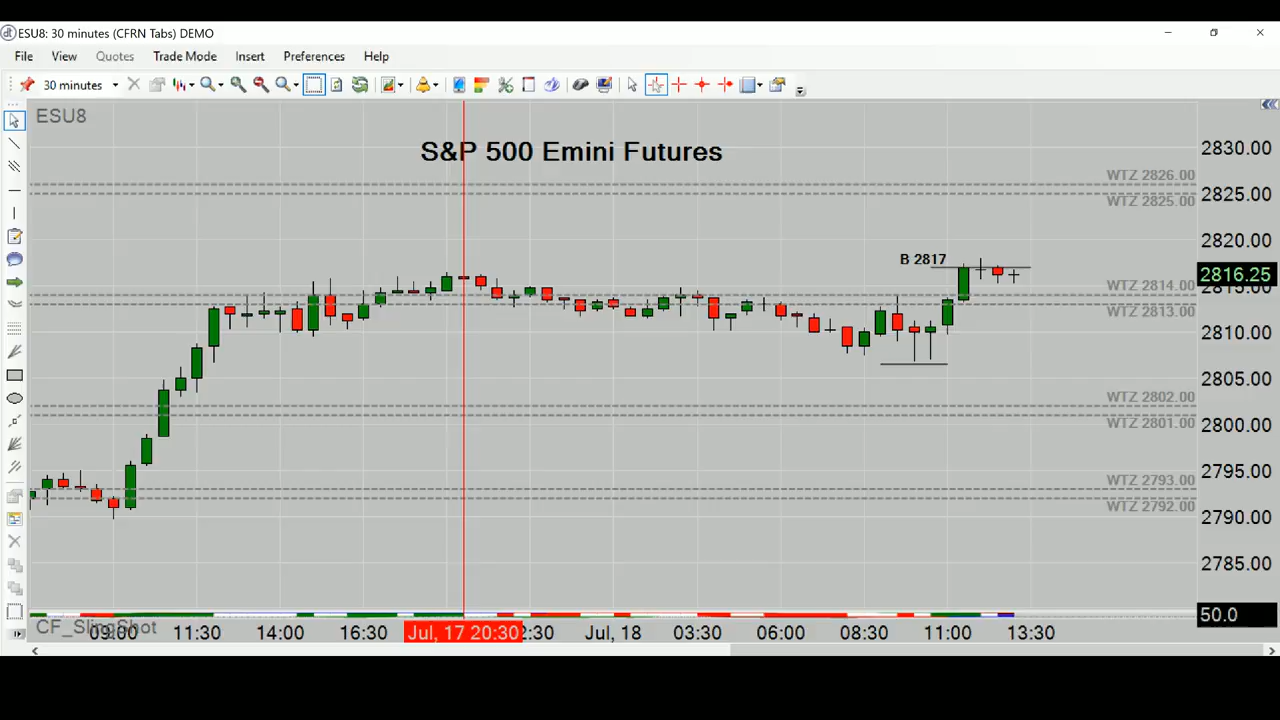 ESU8: 30 minutes (CFRN Tabs) DEMO
File View Quotes Trade Mode Insert Preferences Help
30 minutes
ESU8
S&P 500 Emini Futures
2830.00
WTZ 2826.00
2825.00
WTZ 2825.00
2820.00
B 2817
2816.25
WTZ 2814.00
WTZ 2813.00
2810.00
2805.00
WTZ 2802.00
2800.00
WTZ 2801.00
2795.00
WTZ 2793.00
WTZ 2792.00
2790.00
2785.00
50.0
CF_SlingShot
09:00 11:30 14:00 16:30 Jul, 17 20:30 2:30 Jul, 18 03:30 06:00 08:30 11:00 13:30